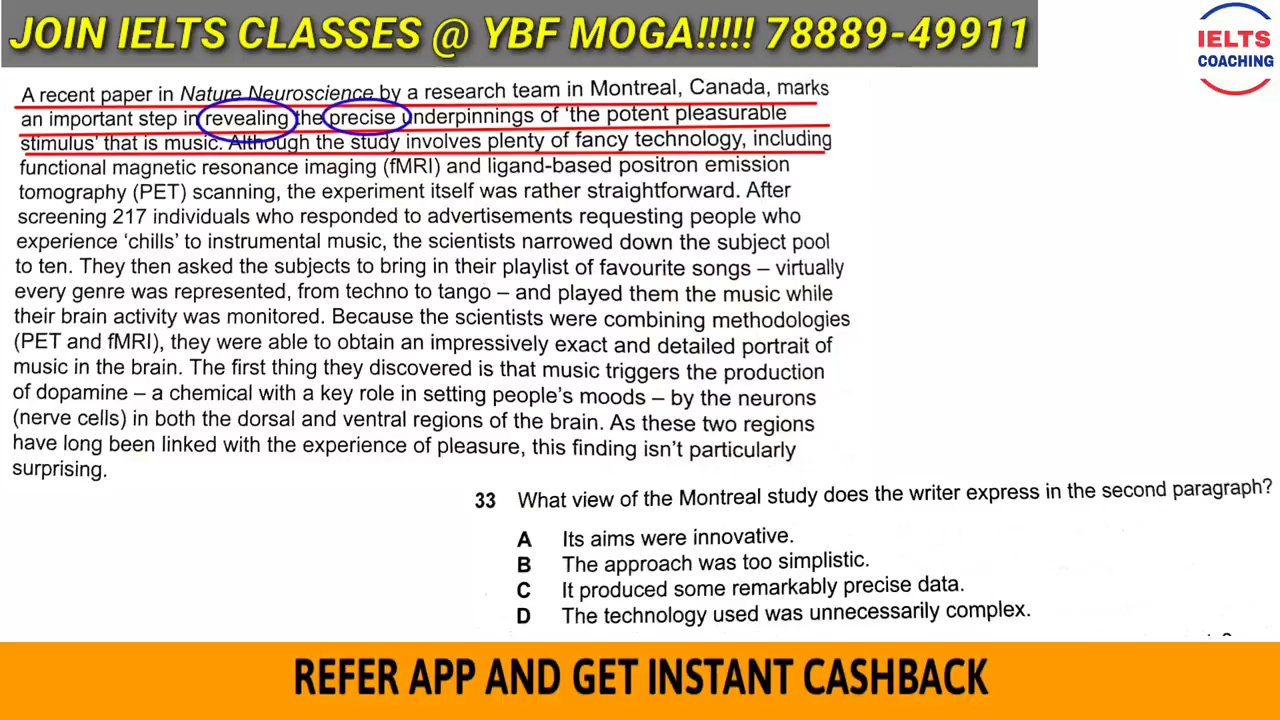 JOIN IELTS CLASSES @ YBF MOGA!!!!! 78889-49911
IELTS
COACHING
A recent paper in Nature Neuroscience by a research team in Montreal, Canada, marks
an important step in revealing the precise underpinnings of ‘the potent pleasurable
stimulus’ that is music. Although the study involves plenty of fancy technology, including
functional magnetic resonance imaging (fMRI) and ligand-based positron emission
tomography (PET) scanning, the experiment itself was rather straightforward. After
screening 217 individuals who responded to advertisements requesting people who
experience ‘chills’ to instrumental music, the scientists narrowed down the subject pool
to ten. They then asked the subjects to bring in their playlist of favourite songs – virtually
every genre was represented, from techno to tango – and played them the music while
their brain activity was monitored. Because the scientists were combining methodologies
(PET and fMRI), they were able to obtain an impressively exact and detailed portrait of
music in the brain. The first thing they discovered is that music triggers the production
of dopamine – a chemical with a key role in setting people’s moods – by the neurons
(nerve cells) in both the dorsal and ventral regions of the brain. As these two regions
have long been linked with the experience of pleasure, this finding isn’t particularly
surprising.
33 What view of the Montreal study does the writer express in the second paragraph?
A Its aims were innovative.
B The approach was too simplistic.
C It produced some remarkably precise data.
D The technology used was unnecessarily complex.
REFER APP AND GET INSTANT CASHBACK